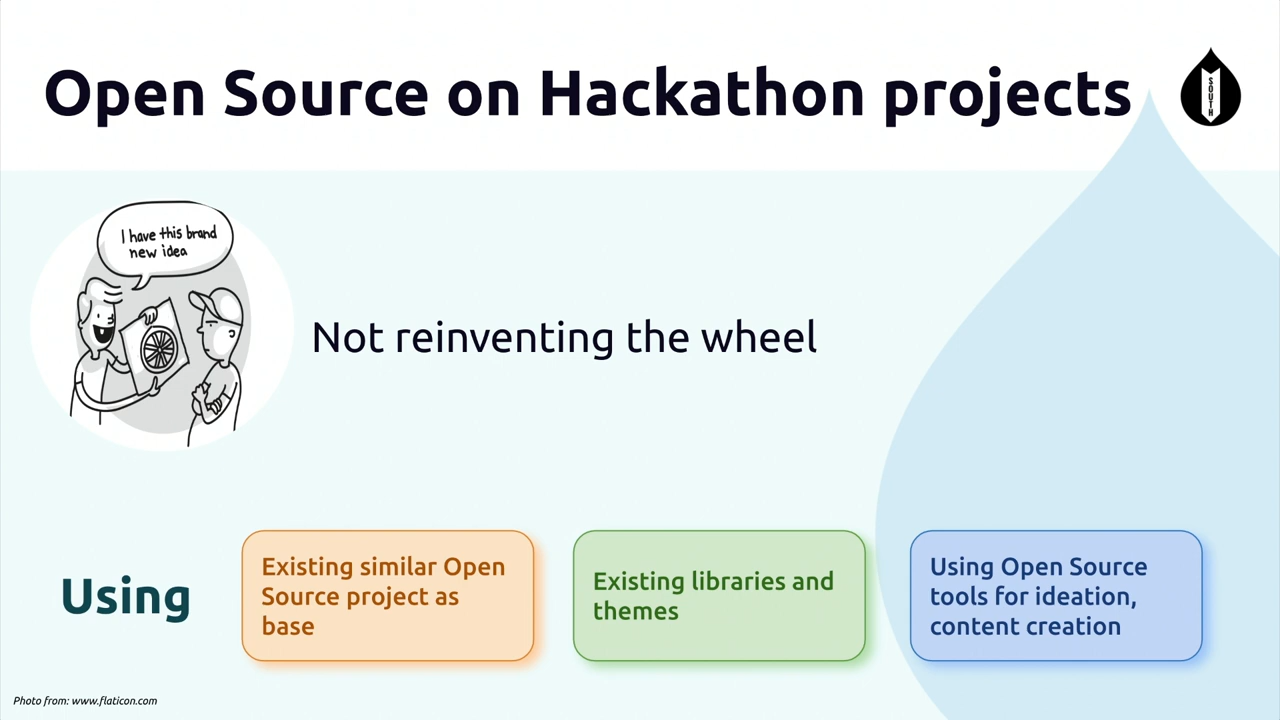 Open Source on Hackathon projects
SOUTH
I have this brand
new idea
Not reinventing the wheel
Using
Existing similar Open
Source project as
base
Existing libraries and
themes
Using Open Source
tools for ideation,
content creation
Photo from: www.flaticon.com